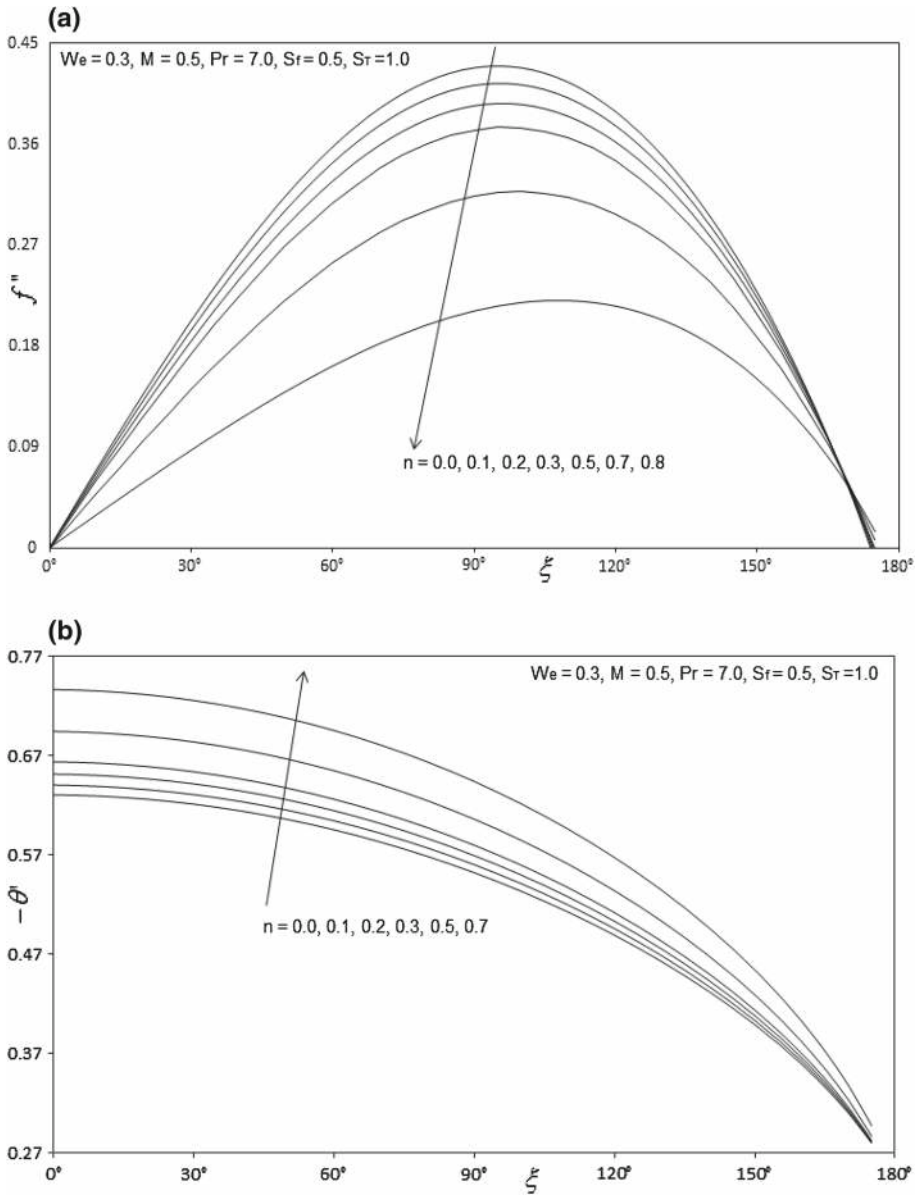 (a)
0.45
We = 0.3, M = 0.5, Pr = 7.0, Sf = 0.5, ST =1.0
0.36
0.27
f''
0.18
0.09
n = 0.0, 0.1, 0.2, 0.3, 0.5, 0.7, 0.8
0
0° 30° 60° 90° 120° 150° 180°
ξ
(b)
0.77
We = 0.3, M = 0.5, Pr = 7.0, Sf = 0.5, ST =1.0
0.67
0.57
−θ'
n = 0.0, 0.1, 0.2, 0.3, 0.5, 0.7
0.47
0.37
0.27
0° 30° 60° 90° 120° 150° 180°
ξ